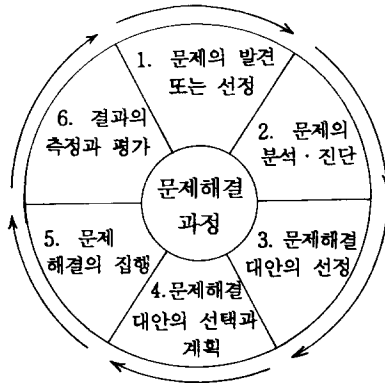 1. 문제의 발견
또는 선정
2. 문제의
분석·진단
3. 문제해결
대안의 선정
4.문제해결
대안의 선택과
계획
5. 문제
해결의 집행
6. 결과의
측정과 평가
문제해결
과정